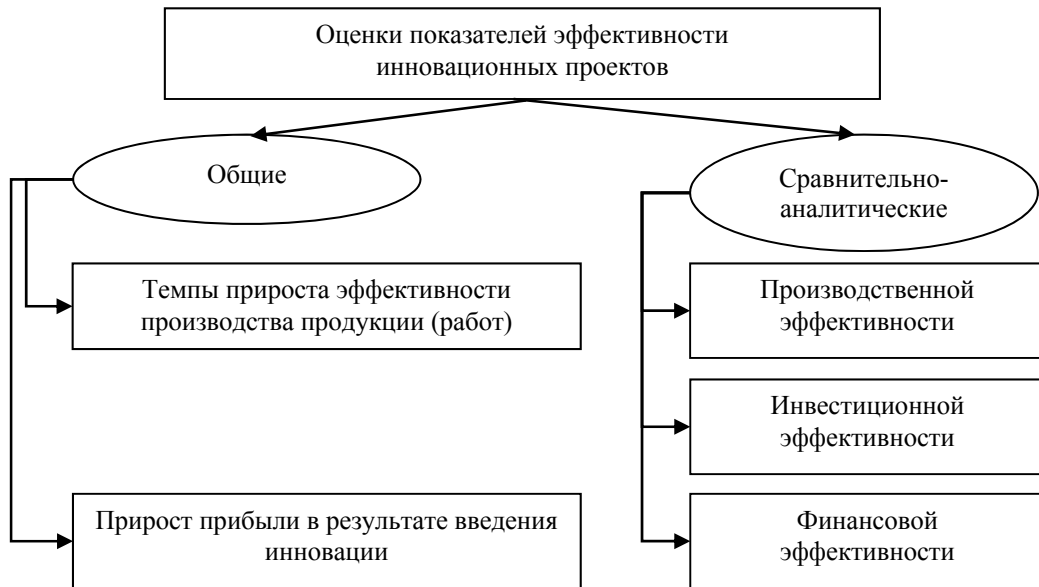 Оценки показателей эффективности
инновационных проектов
Общие
Сравнительно-
аналитические
Темпы прироста эффективности
производства продукции (работ)
Производственной
эффективности
Инвестиционной
эффективности
Прирост прибыли в результате введения
инновации
Финансовой
эффективности